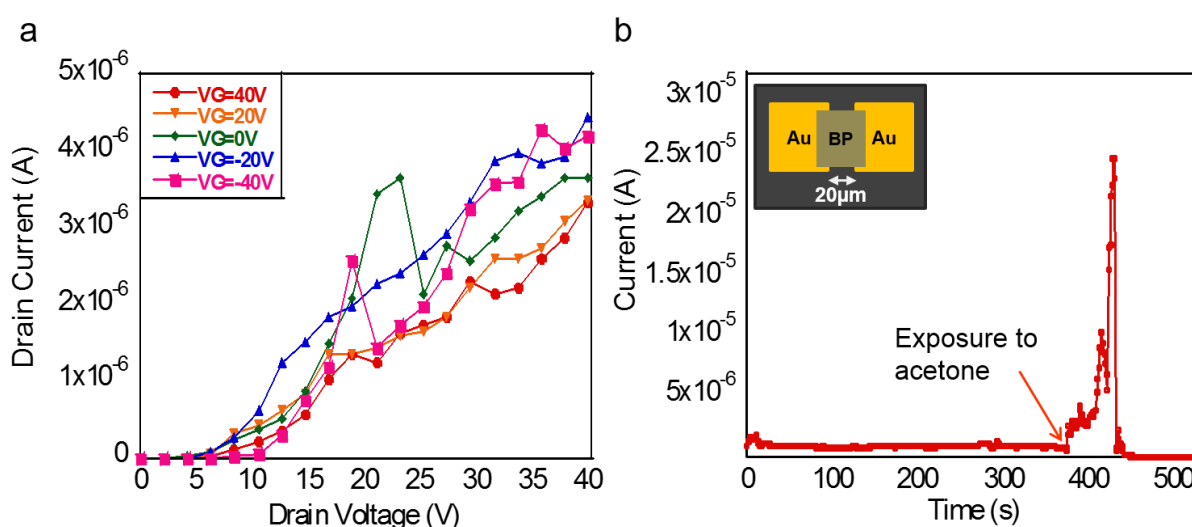 a
5x10-6
4x10-6
3x10-6
2x10-6
1x10-6
0
Drain Current (A)
VG=40V
VG=20V
VG=0V
VG=-20V
VG=-40V
0 5 10 15 20 25 30 35 40
Drain Voltage (V)
b
3x10-5
2.5x10-5
2x10-5
1.5x10-5
1x10-5
5x10-6
Current (A)
Au BP Au
20µm
Exposure to
acetone
0 100 200 300 400 500
Time (s)